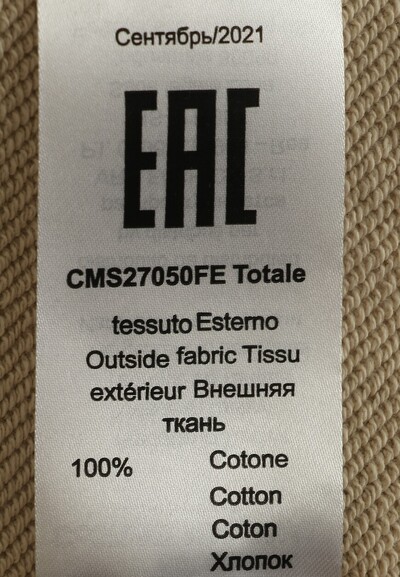 Сентябрь/2021
EAC
CMS27050FE Totale
tessuto Esterno
Outside fabric Tissu
extérieur Внешняя
ткань
100% Cotone
Cotton
Coton
Хлопок